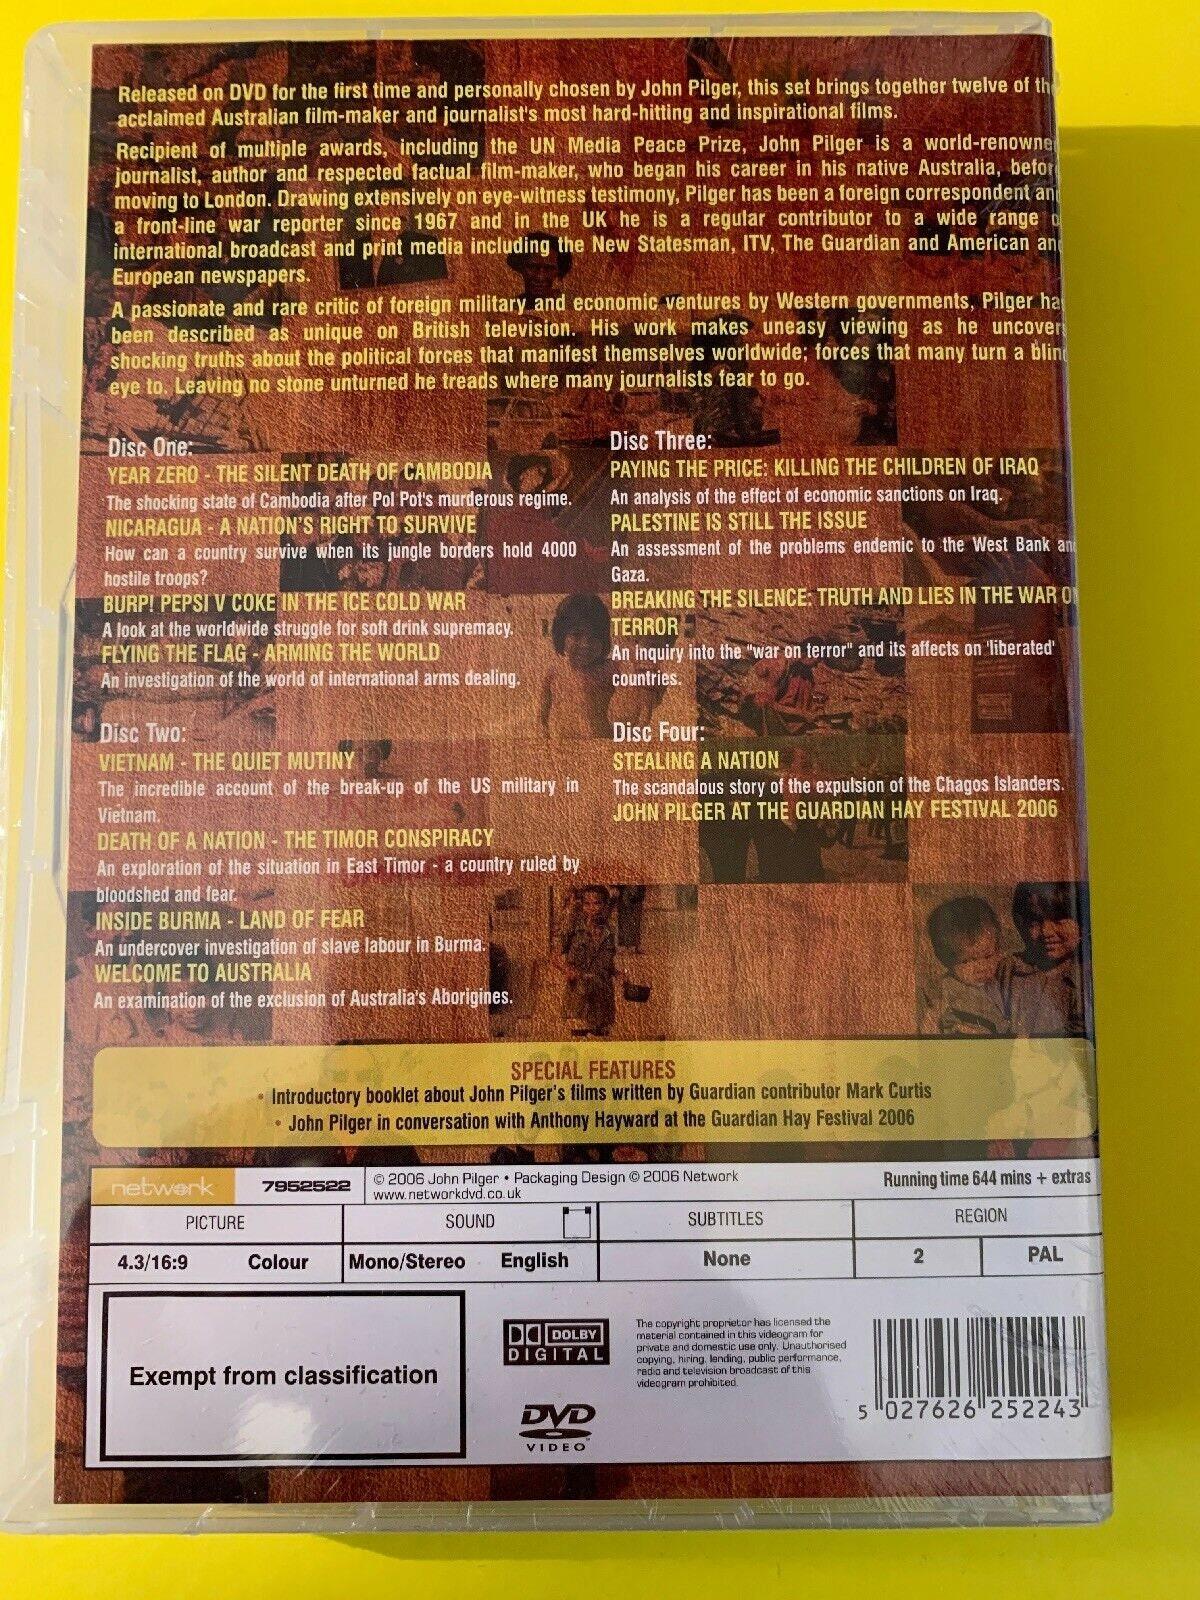 Released on DVD for the first time and personally chosen by John Pilger, this set brings together twelve of the
acclaimed Australian film-maker and journalist's most hard-hitting and inspirational films.
Recipient of multiple awards, including the UN Media Peace Prize, John Pilger is a world-renowne
journalist, author and respected factual film-maker, who began his career in his native Australia, befor
moving to London. Drawing extensively on eye-witness testimony, Pilger has been a foreign correspondent an
a front-line war reporter since 1967 and in the UK he is a regular contributor to a wide range o
international broadcast and print media including the New Statesman, ITV, The Guardian and American an
European newspapers.
A passionate and rare critic of foreign military and economic ventures by Western governments, Pilger ha
been described as unique on British television. His work makes uneasy viewing as he uncover
shocking truths about the political forces that manifest themselves worldwide; forces that many turn a blin
eye to. Leaving no stone unturned he treads where many journalists fear to go.
Disc One:
YEAR ZERO - THE SILENT DEATH OF CAMBODIA
The shocking state of Cambodia after Pol Pot's murderous regime.
NICARAGUA - A NATION'S RIGHT TO SURVIVE
How can a country survive when its jungle borders hold 4000
hostile troops?
BURP! PEPSI V COKE IN THE ICE COLD WAR
A look at the worldwide struggle for soft drink supremacy.
FLYING THE FLAG - ARMING THE WORLD
An investigation of the world of international arms dealing.
Disc Two:
VIETNAM - THE QUIET MUTINY
The incredible account of the break-up of the US military in
Vietnam.
DEATH OF A NATION - THE TIMOR CONSPIRACY
An exploration of the situation in East Timor - a country ruled by
bloodshed and fear.
INSIDE BURMA - LAND OF FEAR
An undercover investigation of slave labour in Burma.
WELCOME TO AUSTRALIA
An examination of the exclusion of Australia's Aborigines.
Disc Three:
PAYING THE PRICE: KILLING THE CHILDREN OF IRAQ
An analysis of the effect of economic sanctions on Iraq.
PALESTINE IS STILL THE ISSUE
An assessment of the problems endemic to the West Bank an
Gaza.
BREAKING THE SILENCE: TRUTH AND LIES IN THE WAR O
TERROR
An inquiry into the "war on terror" and its affects on 'liberated'
countries.
Disc Four:
STEALING A NATION
The scandalous story of the expulsion of the Chagos Islanders.
JOHN PILGER AT THE GUARDIAN HAY FESTIVAL 2006
SPECIAL FEATURES
• Introductory booklet about John Pilger's films written by Guardian contributor Mark Curtis
• John Pilger in conversation with Anthony Hayward at the Guardian Hay Festival 2006
network 7952522
© 2006 John Pilger • Packaging Design © 2006 Network
www.networkdvd.co.uk
Running time 644 mins + extras
PICTURE SOUND SUBTITLES REGION
4.3/16:9 Colour Mono/Stereo English None 2 PAL
Exempt from classification
DOLBY
DIGITAL
DVD
VIDEO
The copyright proprietor has licensed the
material contained in this videogram for
private and domestic use only. Unauthorised
copying, hiring, lending, public performance,
radio and television broadcast of this
videogram prohibited.
5 027626 252243